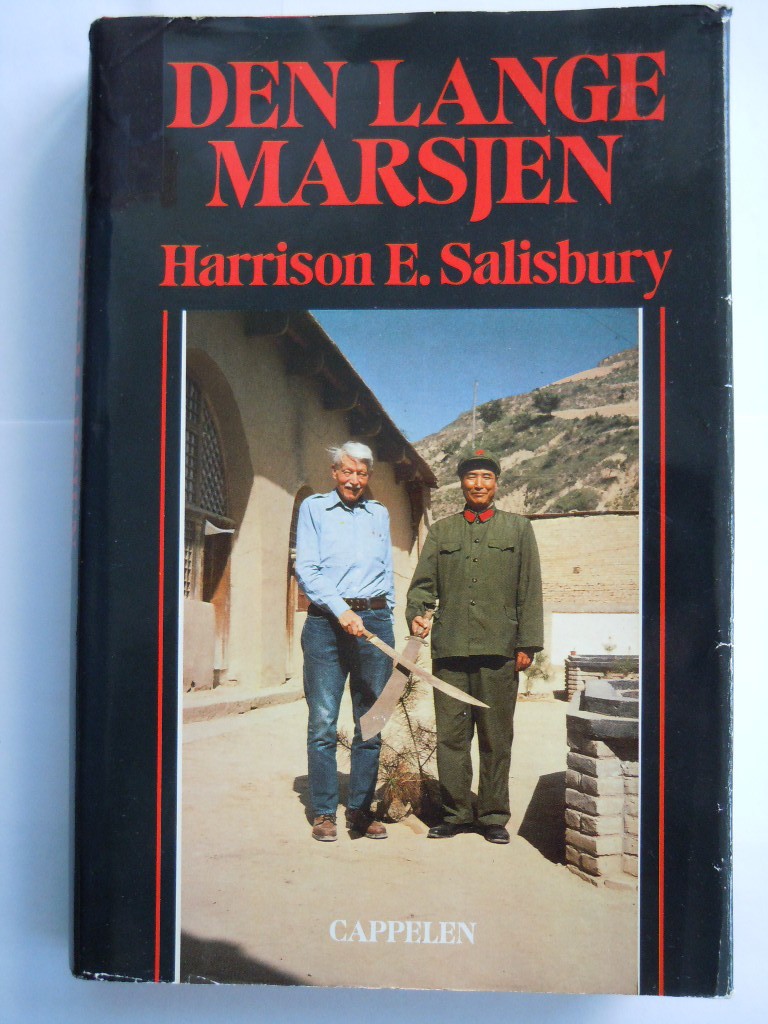 DEN LANGE
MARSJEN
Harrison E. Salisbury
CAPPELEN